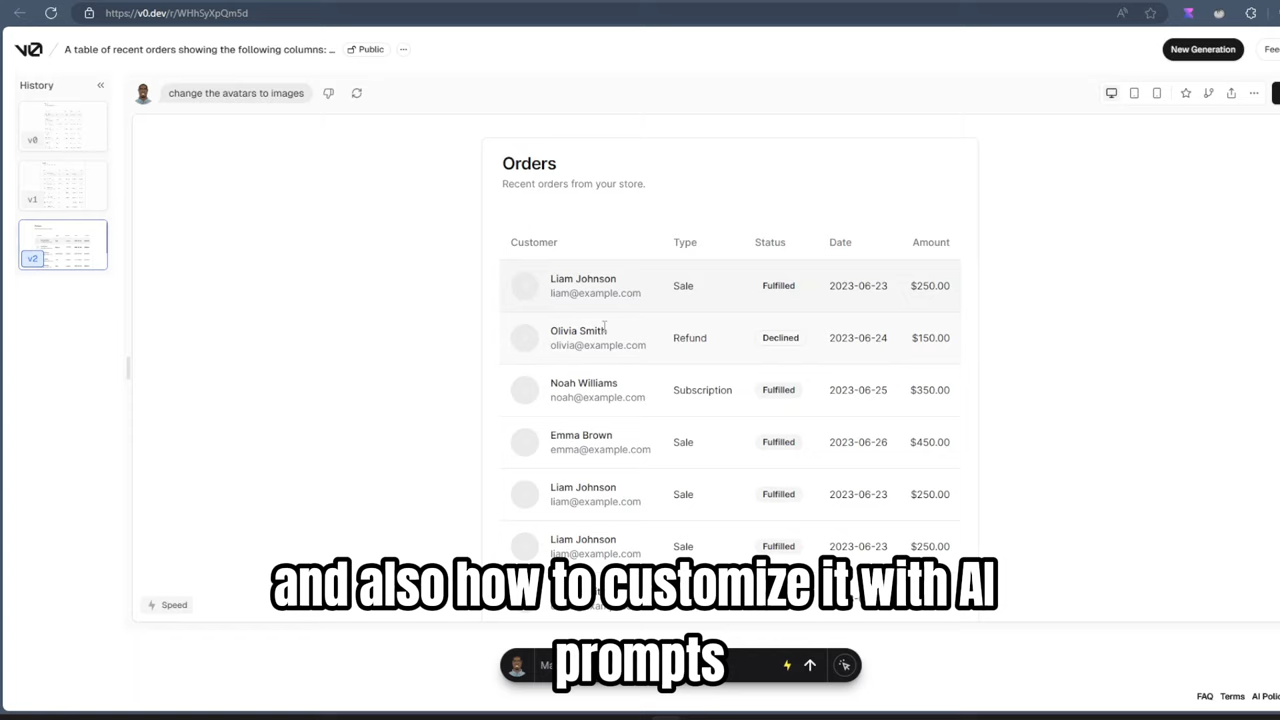 https://v0.dev/r/WHhSyXpQm5d
v0 / A table of recent orders showing the following columns: ... Public
New Generation
History
change the avatars to images
v0
v1
v2
Orders
Recent orders from your store.
Customer Type Status Date Amount
Liam Johnson
liam@example.com Sale Fulfilled 2023-06-23 $250.00
Olivia Smith
olivia@example.com Refund Declined 2023-06-24 $150.00
Noah Williams
noah@example.com Subscription Fulfilled 2023-06-25 $350.00
Emma Brown
emma@example.com Sale Fulfilled 2023-06-26 $450.00
Liam Johnson
liam@example.com Sale Fulfilled 2023-06-23 $250.00
Liam Johnson
liam@example.com Sale Fulfilled 2023-06-23 $250.00
and also how to customize it with AI
prompts
Speed
FAQ Terms